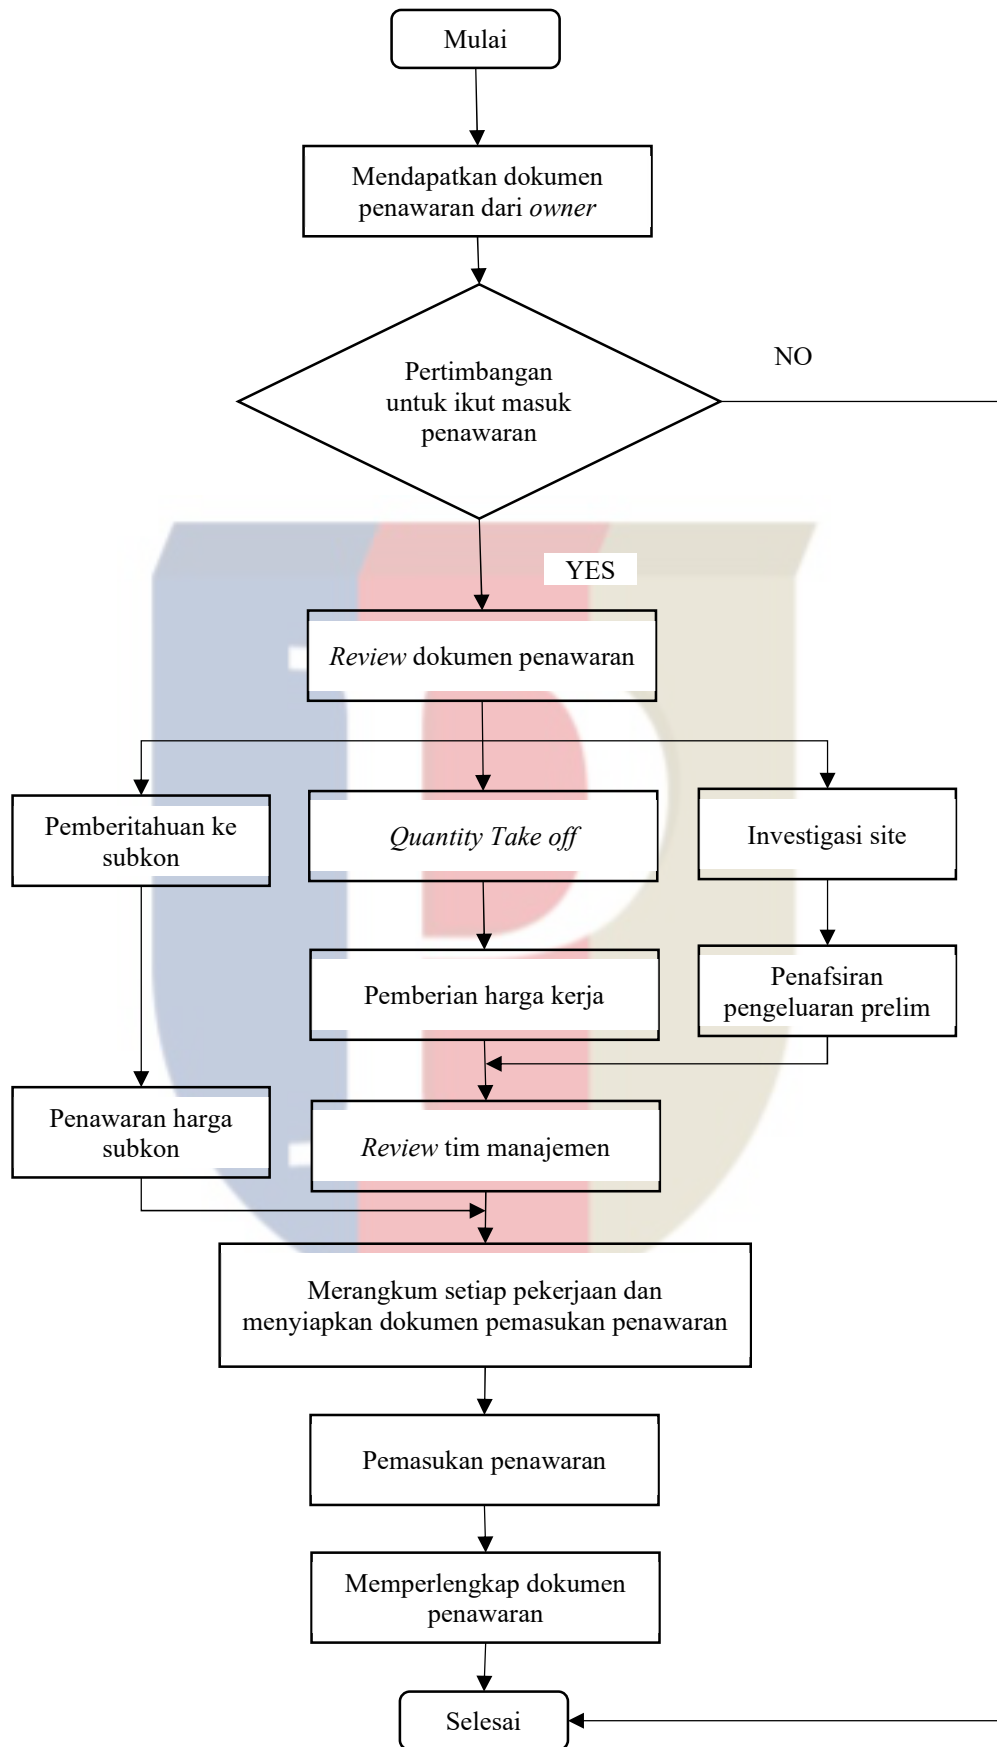 Mulai
Mendapatkan dokumen
penawaran dari owner
Pertimbangan
untuk ikut masuk
penawaran
NO
YES
Review dokumen penawaran
Pemberitahuan ke
subkon
Quantity Take off
Investigasi site
Pemberian harga kerja
Penafsiran
pengeluaran prelim
Penawaran harga
subkon
Review tim manajemen
Merangkum setiap pekerjaan dan
menyiapkan dokumen pemasukan penawaran
Pemasukan penawaran
Memperlengkap dokumen
penawaran
Selesai